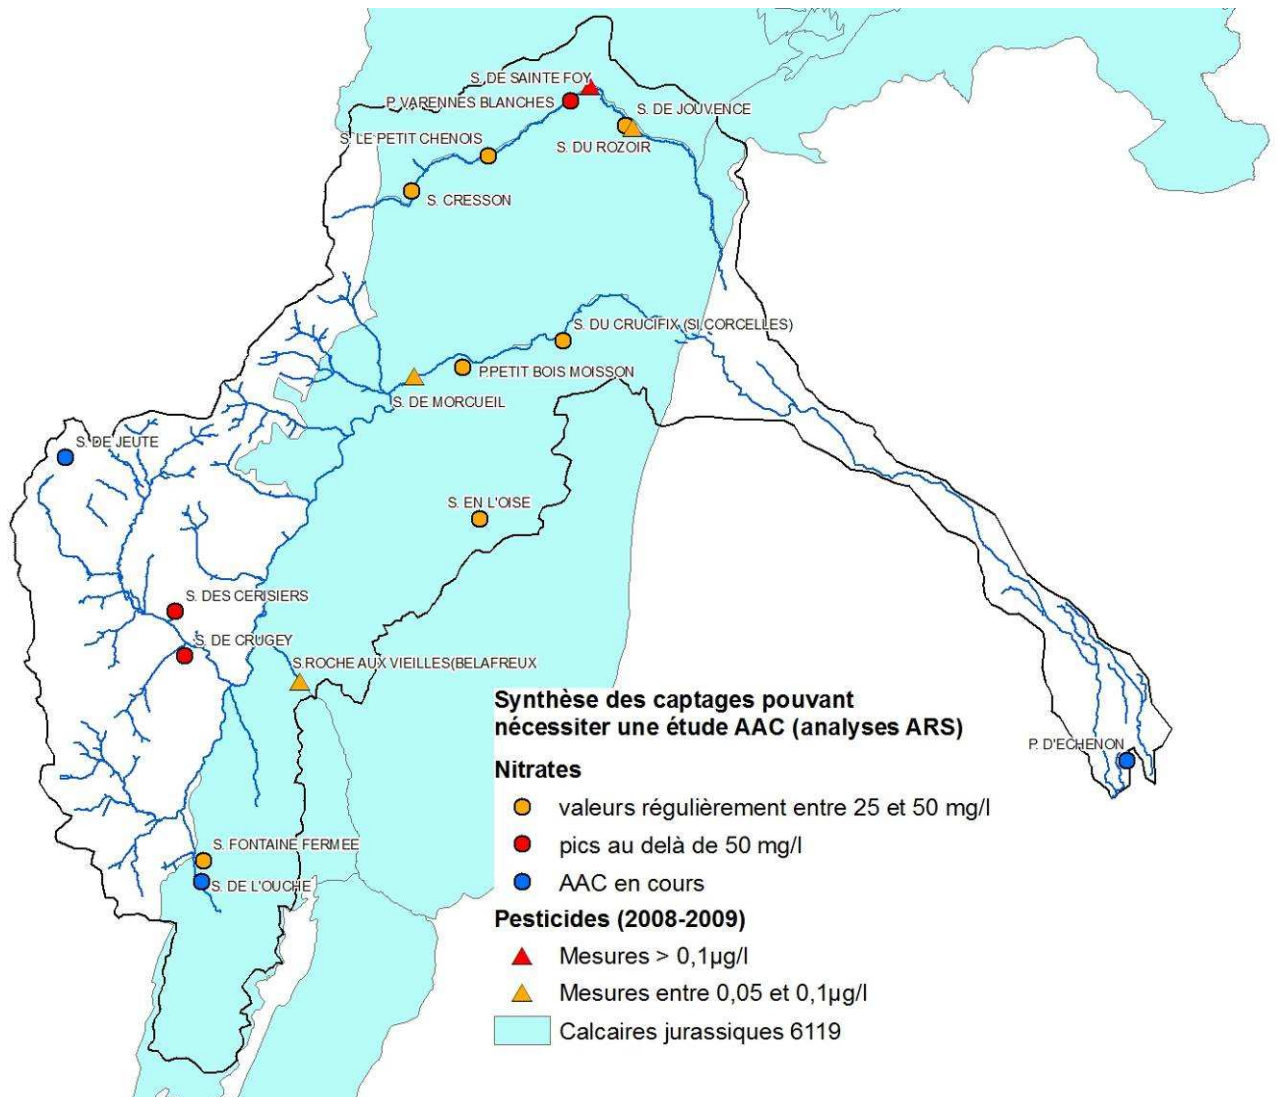 S. DE SAINTE FOY
P. VARENNES BLANCHES
S. DE JOUVENCE
S. LE PETIT CHENOIS
S. DU ROZOIR
S. CRESSON
S. DU CRUCIFIX (SI CORCELLES)
P.PETIT BOIS MOISSON
S. DE MORCUEIL
S. DE JEUTE
S. EN L'OISE
S. DES CERISIERS
S. DE CRUGEY
S.ROCHE AUX VIEILLES(BELAFREUX
Synthèse des captages pouvant
nécessiter une étude AAC (analyses ARS)
P. D'ECHENON
Nitrates
valeurs régulièrement entre 25 et 50 mg/l
pics au delà de 50 mg/l
S. FONTAINE FERMEE
AAC en cours
S. DE L'OUCHE
Pesticides (2008-2009)
Mesures > 0,1µg/l
Mesures entre 0,05 et 0,1µg/l
Calcaires jurassiques 6119